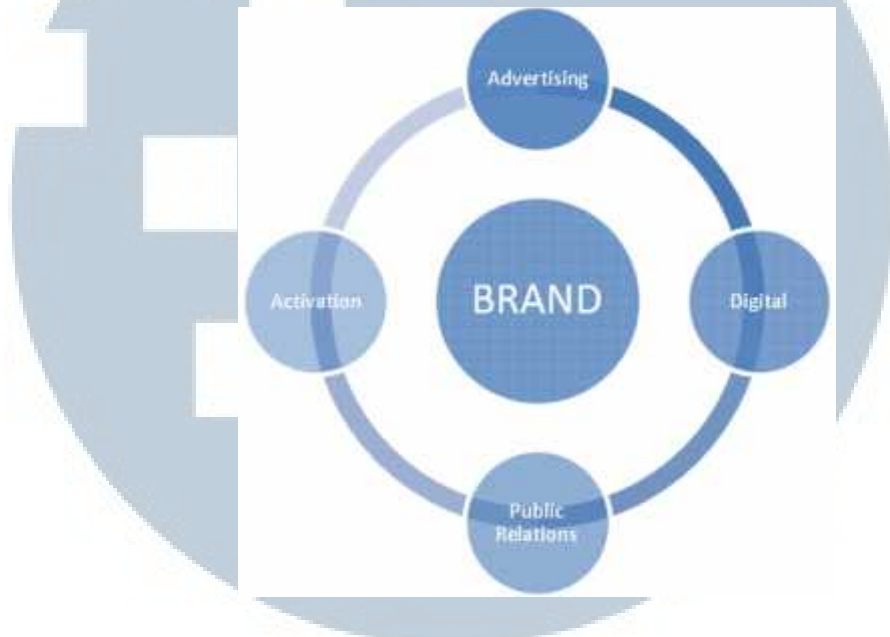 Advertising
Activation
BRAND
Digital
Public
Relations